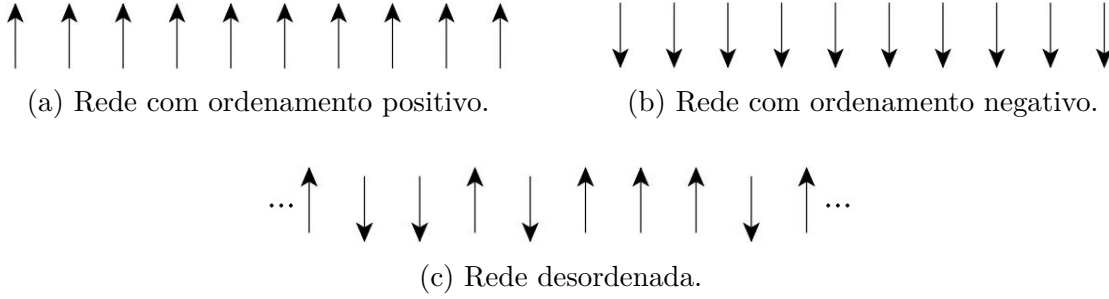 (a) Rede com ordenamento positivo.
(b) Rede com ordenamento negativo.
... ...
(c) Rede desordenada.